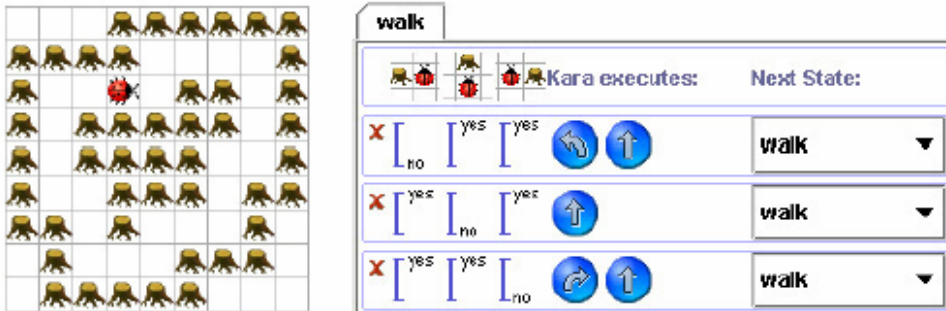 walk
Kara executes: Next State:
no yes yes walk
yes no yes walk
yes yes no walk